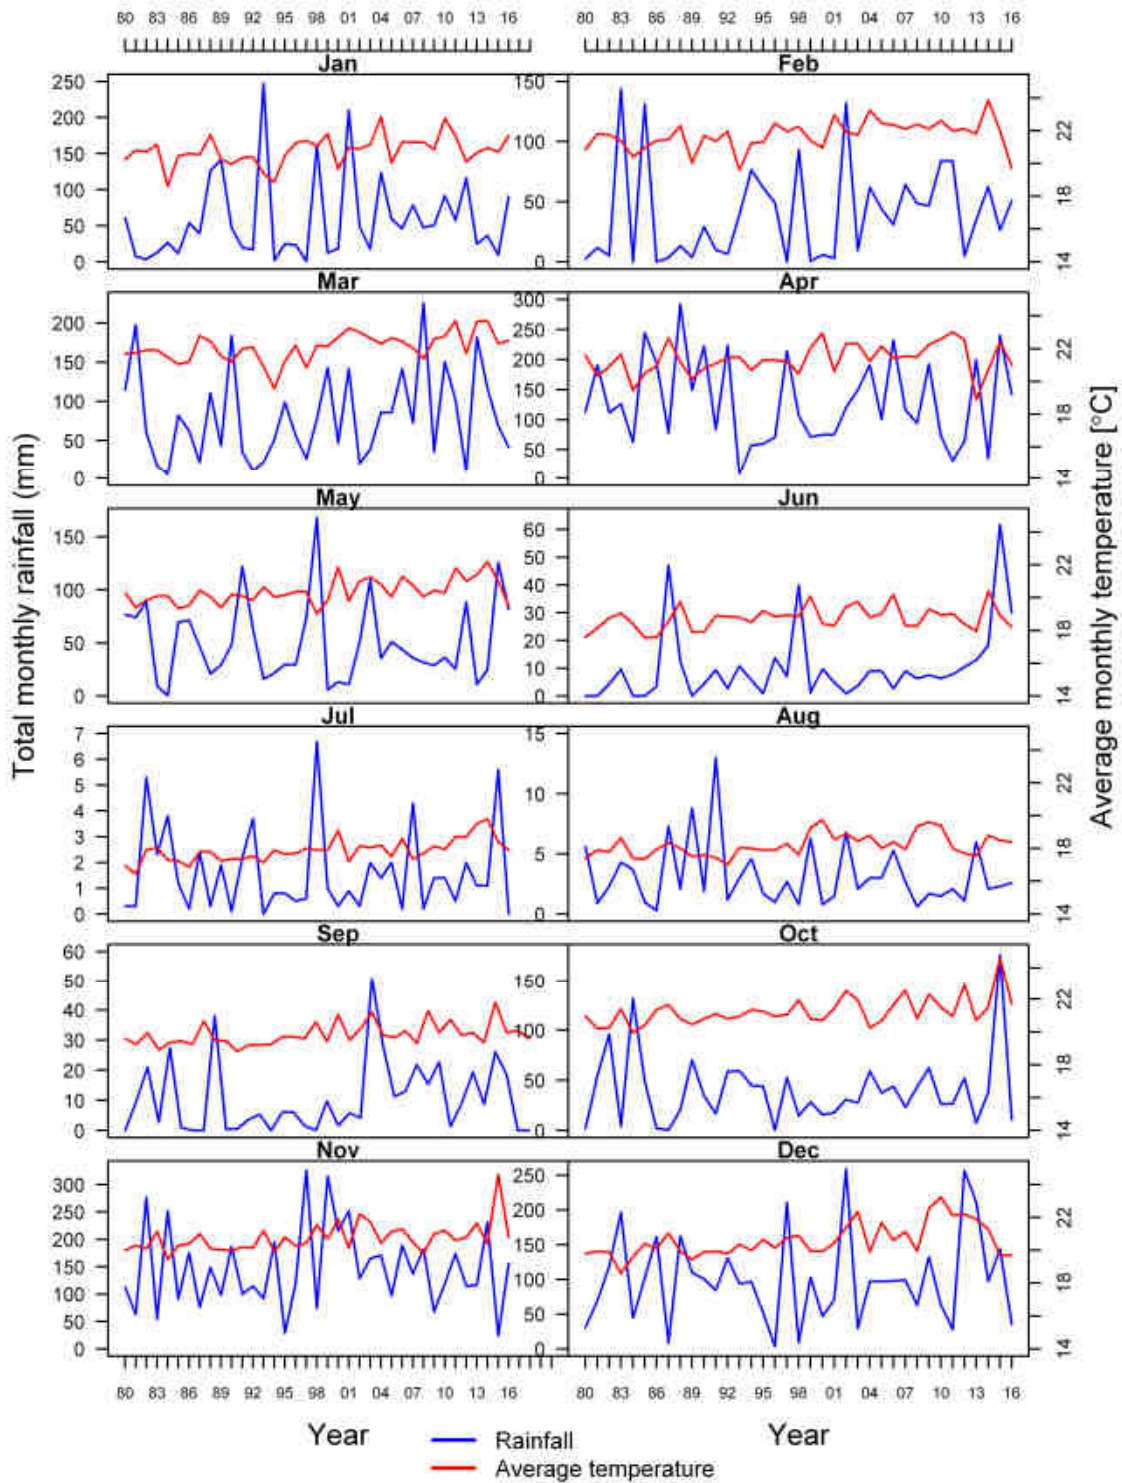 80 83 86 89 92 95 98 01 04 07 10 13 16 80 83 86 89 92 95 98 01 04 07 10 13 16
Jan Feb
250 200 150 100 50 0
150 100 50 0
22 18 14
Mar Apr
200 150 100 50 0
300 250 200 150 100 50 0
22 18 14
May Jun
150 100 50 0
60 50 40 30 20 10 0
22 18 14
Jul Aug
7 6 5 4 3 2 1 0
15 10 5 0
22 18 14
Sep Oct
60 50 40 30 20 10 0
150 100 50 0
22 18 14
Nov Dec
300 250 200 150 100 50 0
250 200 150 100 50 0
22 18 14
80 83 86 89 92 95 98 01 04 07 10 13 16 80 83 86 89 92 95 98 01 04 07 10 13 16
Total monthly rainfall (mm)
Average monthly temperature [°C]
Year Year
Rainfall
Average temperature